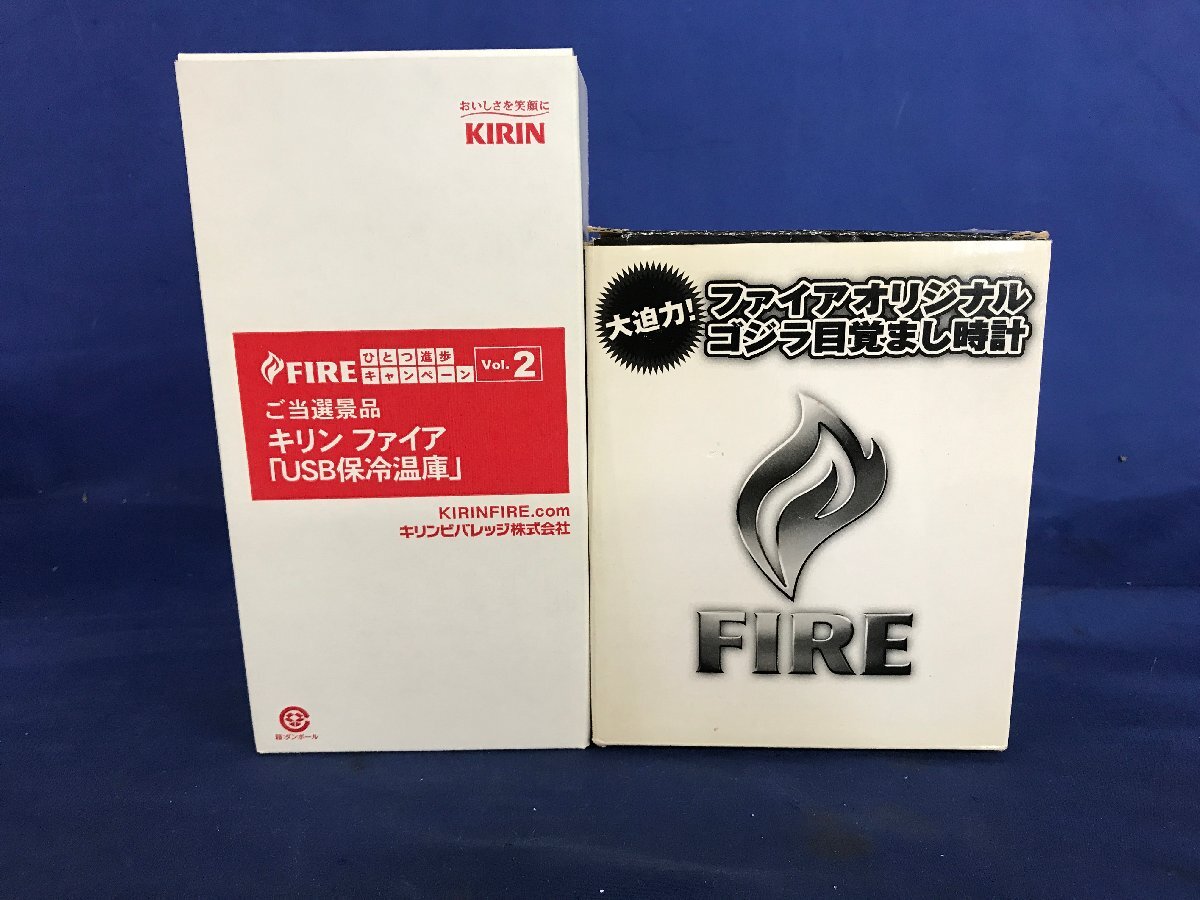 おいしさを笑顔に
KIRIN
FIRE ひとつ進歩キャンペーン Vol. 2
ご当選景品
キリン ファイア
「USB保冷温庫」
KIRINFIRE.com
キリンビバレッジ株式会社
箱:ダンボール
大迫力!
ファイアオリジナル
ゴジラ目覚まし時計
FIRE